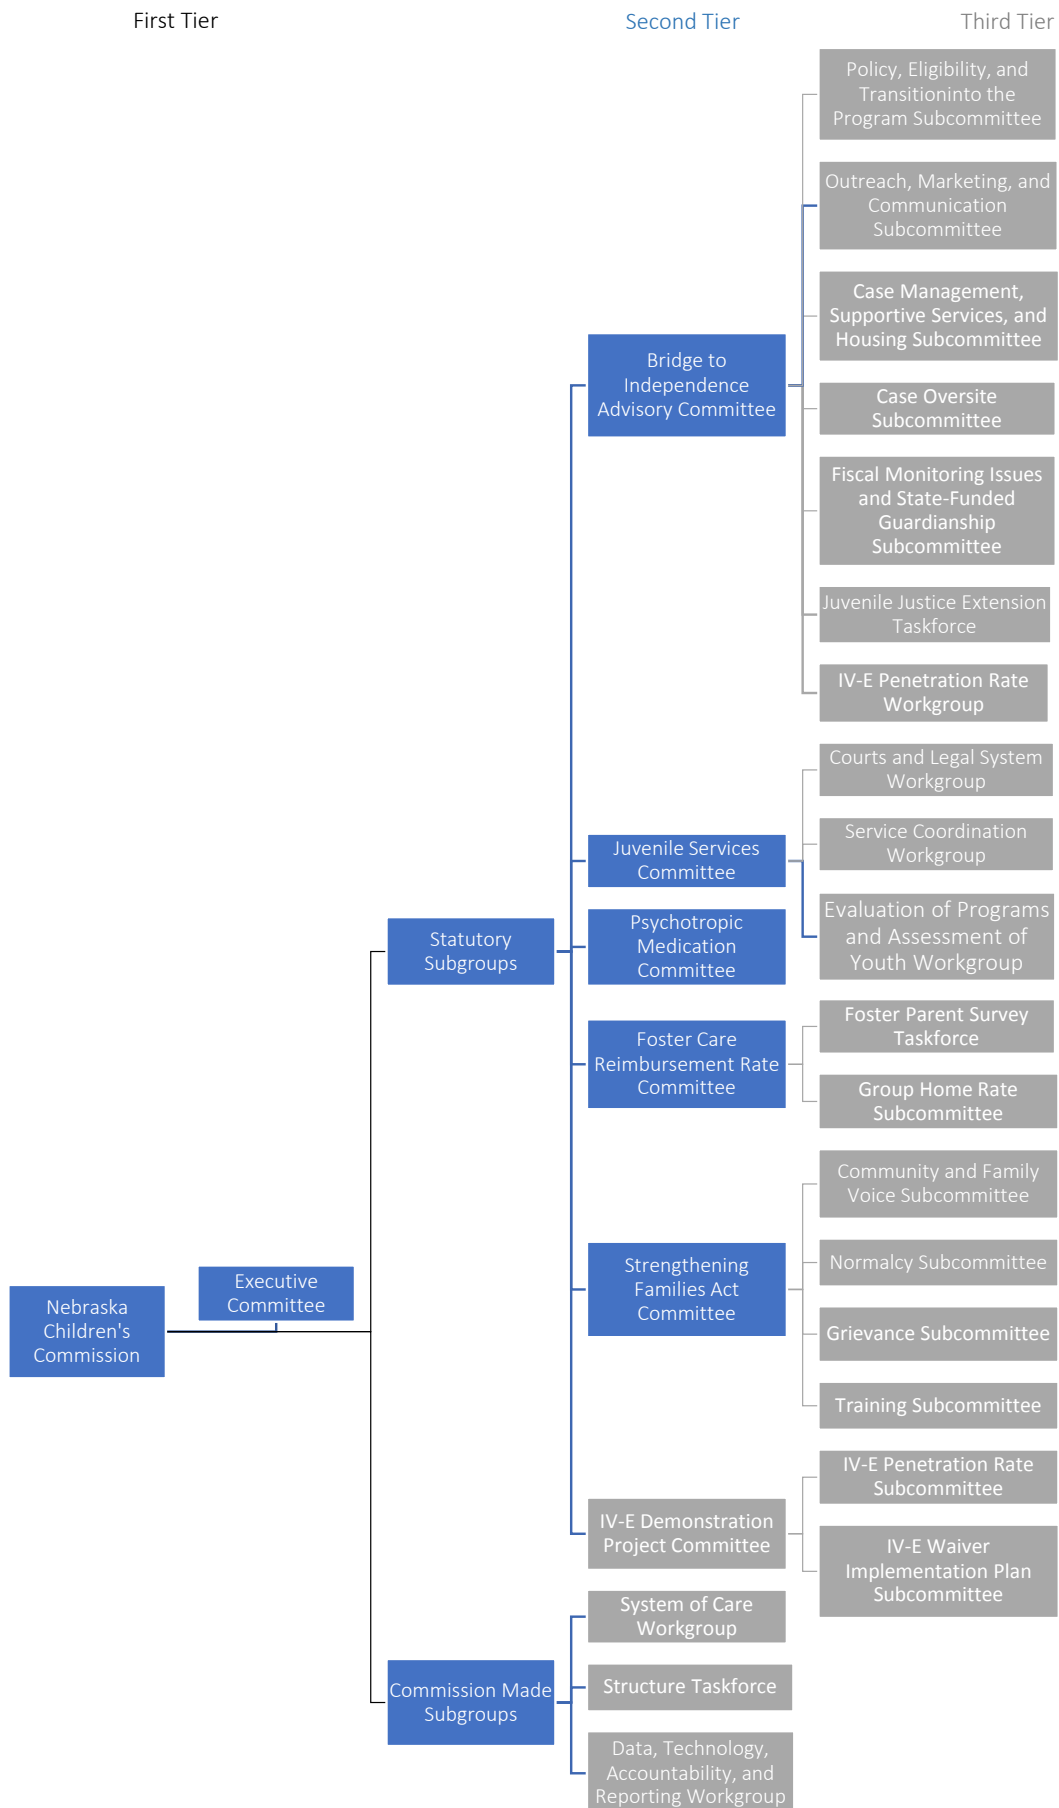 First Tier
Second Tier
Third Tier
Policy, Eligibility, and
Transitioninto the
Program Subcommittee
Outreach, Marketing, and
Communication
Subcommittee
Case Management,
Supportive Services, and
Housing Subcommittee
Bridge to
Independence
Advisory Committee
Case Oversite
Subcommittee
Fiscal Monitoring Issues
and State-Funded
Guardianship
Subcommittee
Juvenile Justice Extension
Taskforce
IV-E Penetration Rate
Workgroup
Courts and Legal System
Workgroup
Service Coordination
Workgroup
Juvenile Services
Committee
Evaluation of Programs
and Assessment of
Youth Workgroup
Statutory
Subgroups
Psychotropic
Medication
Committee
Foster Care
Reimbursement Rate
Committee
Foster Parent Survey
Taskforce
Group Home Rate
Subcommittee
Community and Family
Voice Subcommittee
Normalcy Subcommittee
Strengthening
Families Act
Committee
Executive
Committee
Nebraska
Children's
Commission
Grievance Subcommittee
Training Subcommittee
IV-E Penetration Rate
Subcommittee
IV-E Demonstration
Project Committee
IV-E Waiver
Implementation Plan
Subcommittee
System of Care
Workgroup
Commission Made
Subgroups
Structure Taskforce
Data, Technology,
Accountability, and
Reporting Workgroup